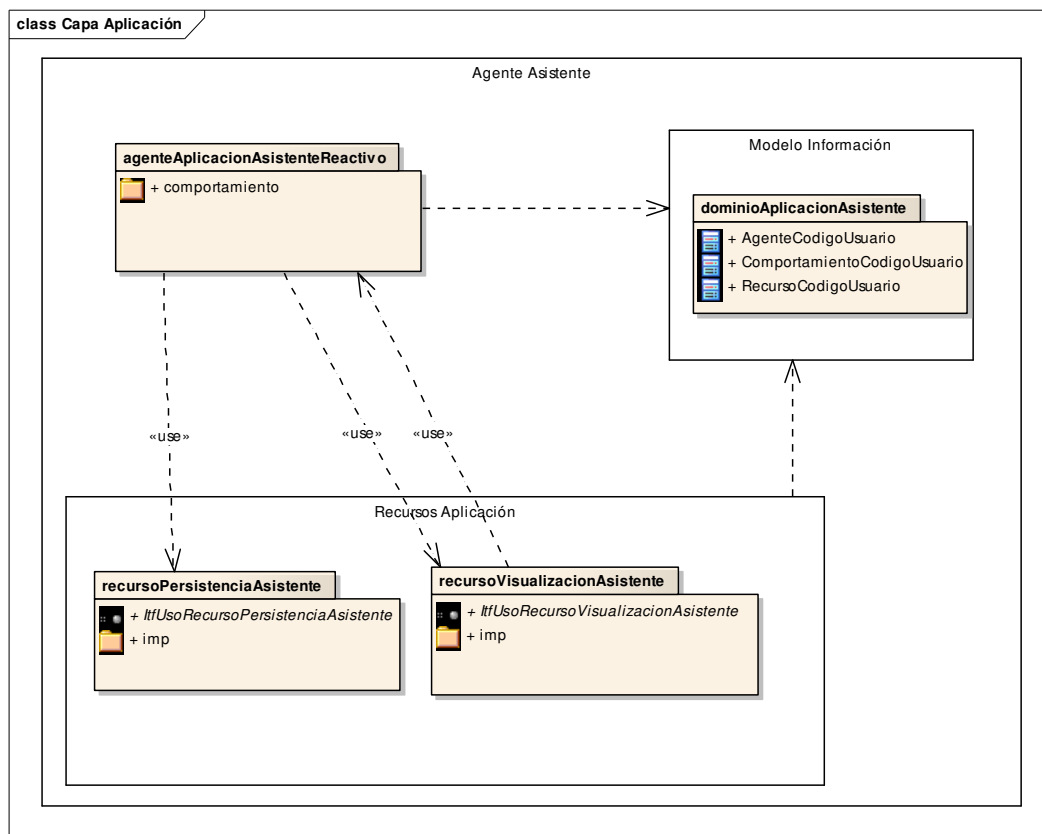 class Capa Aplicación
Agente Asistente
agenteAplicacionAsistenteReactivo
+ comportamiento
Modelo Información
dominioAplicacionAsistente
+ AgenteCodigoUsuario
+ ComportamientoCodigoUsuario
+ RecursoCodigoUsuario
«use»
«use»
«use»
Recursos Aplicación
recursoPersistenciaAsistente
+ ItfUsoRecursoPersistenciaAsistente
+ imp
recursoVisualizacionAsistente
+ ItfUsoRecursoVisualizacionAsistente
+ imp